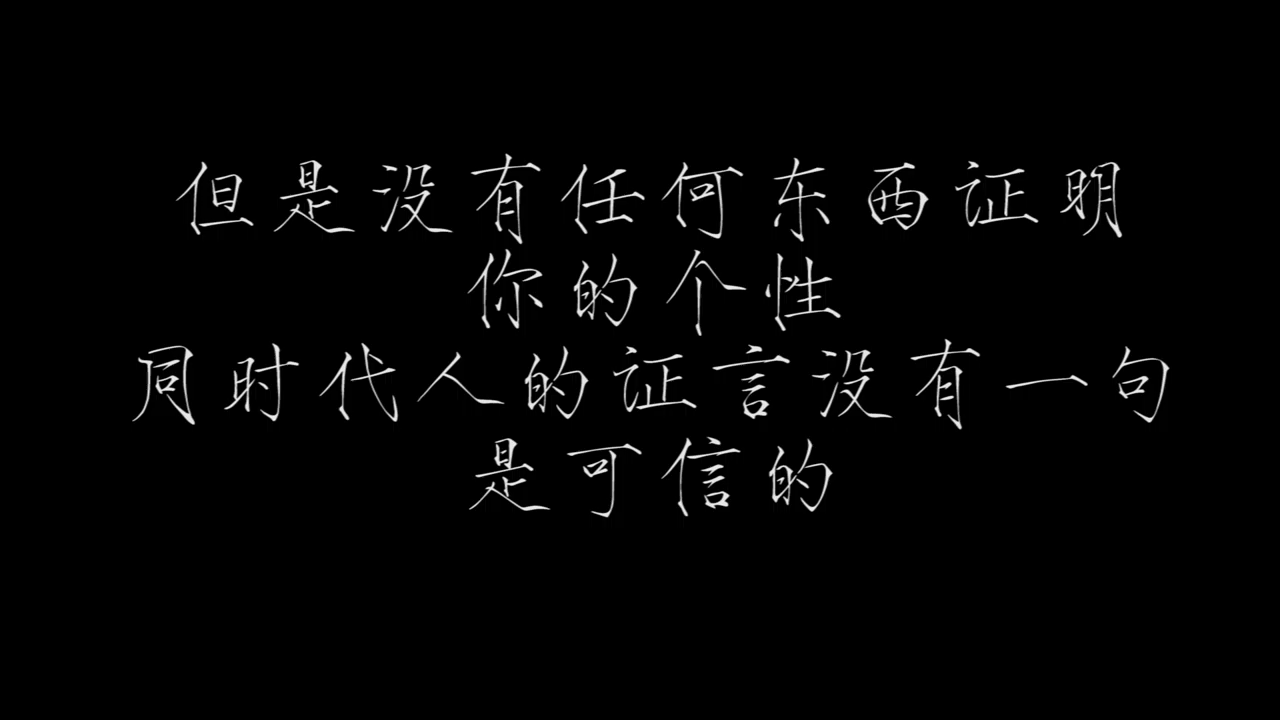 但是没有任何东西证明
你的个性
同时代人的证言没有一句
是可信的